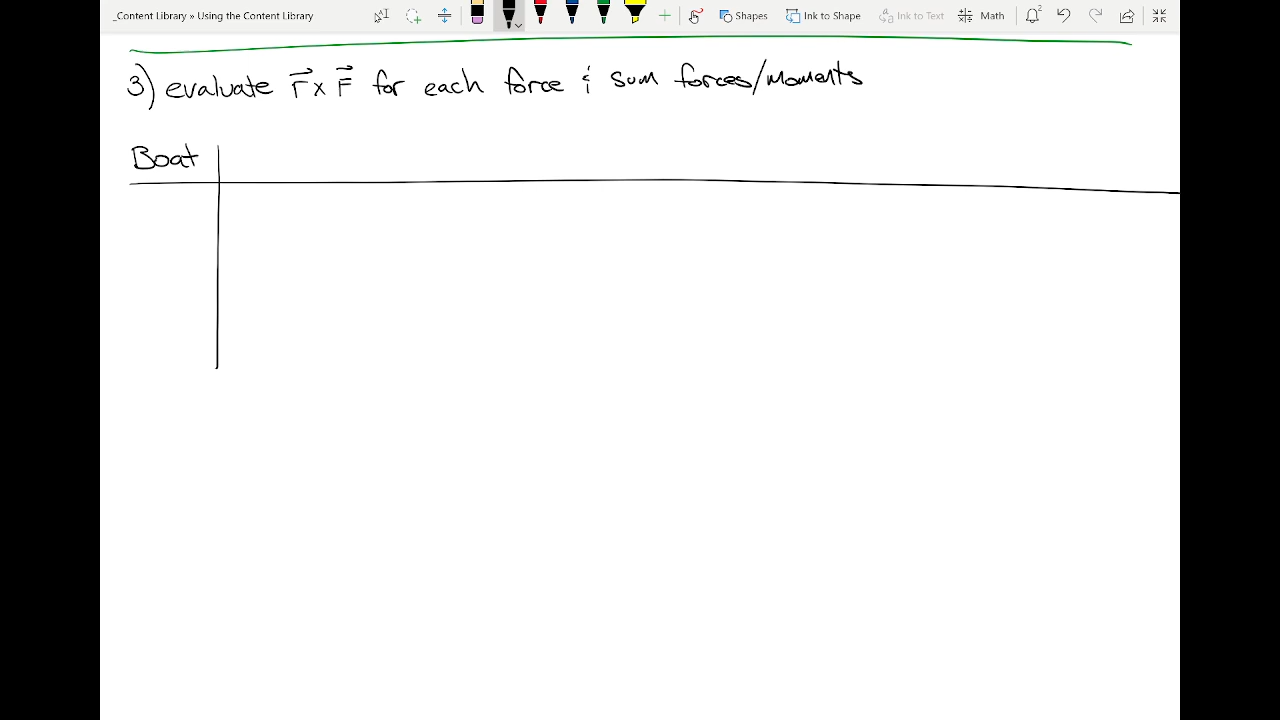 _Content Library » Using the Content Library
Shapes Ink to Shape Ink to Text Math
3) evaluate r⃗ x F⃗ for each force & sum forces/moments
Boat